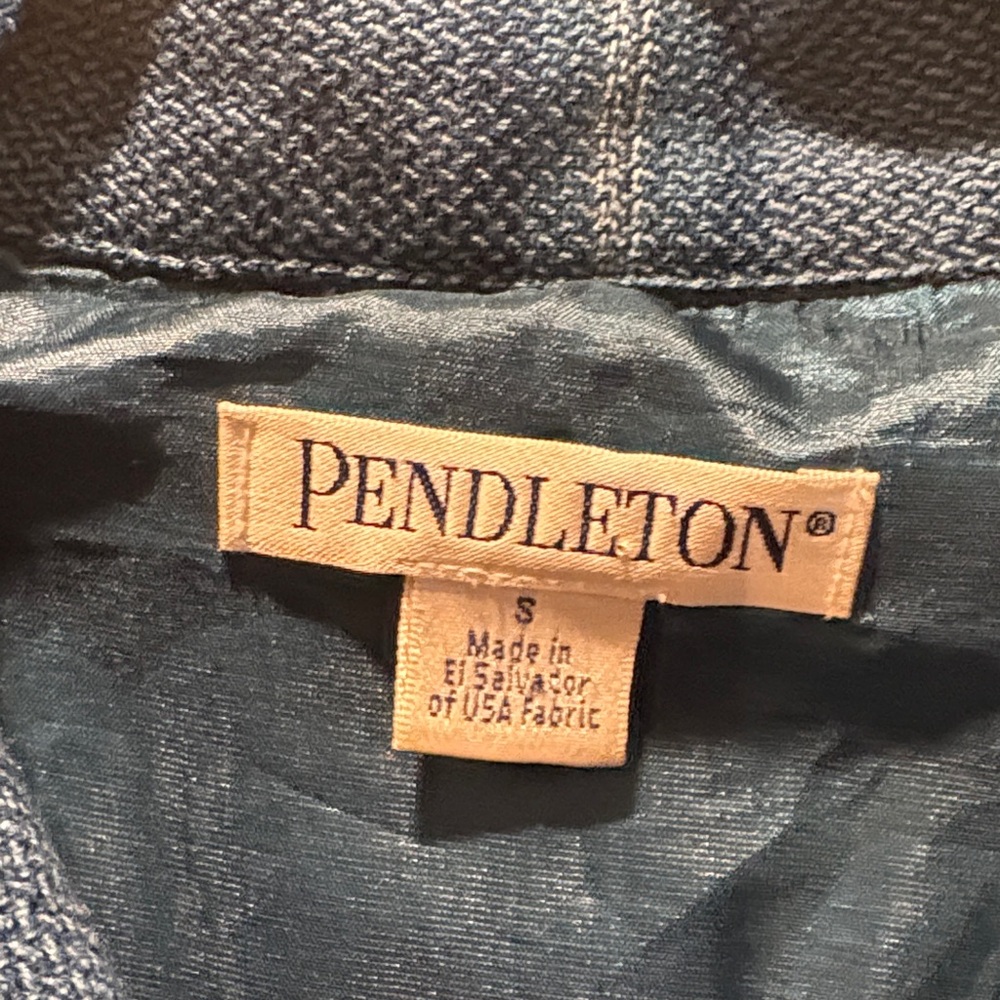 PENDLETON®
S
Made in
El Salvador
of USA Fabric